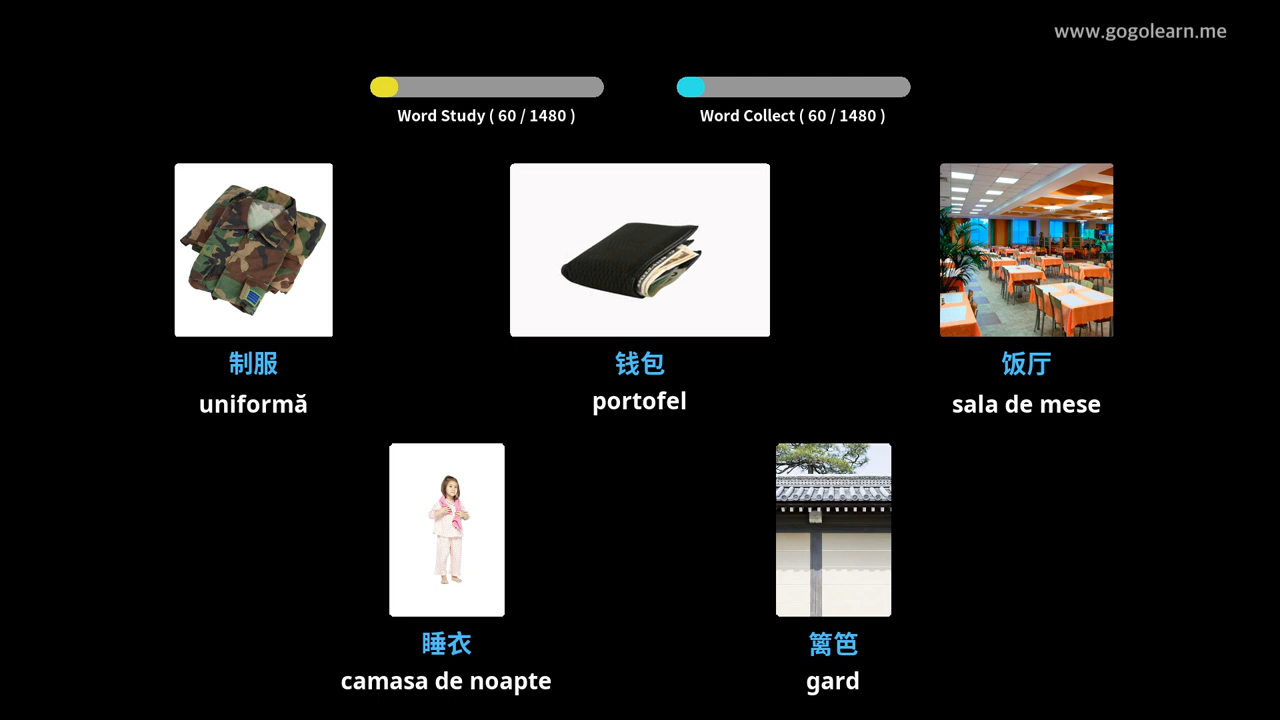 www.gogolearn.me
Word Study ( 60 / 1480 )
Word Collect ( 60 / 1480 )
制服
uniformă
钱包
portofel
饭厅
sala de mese
睡衣
camasa de noapte
篱笆
gard